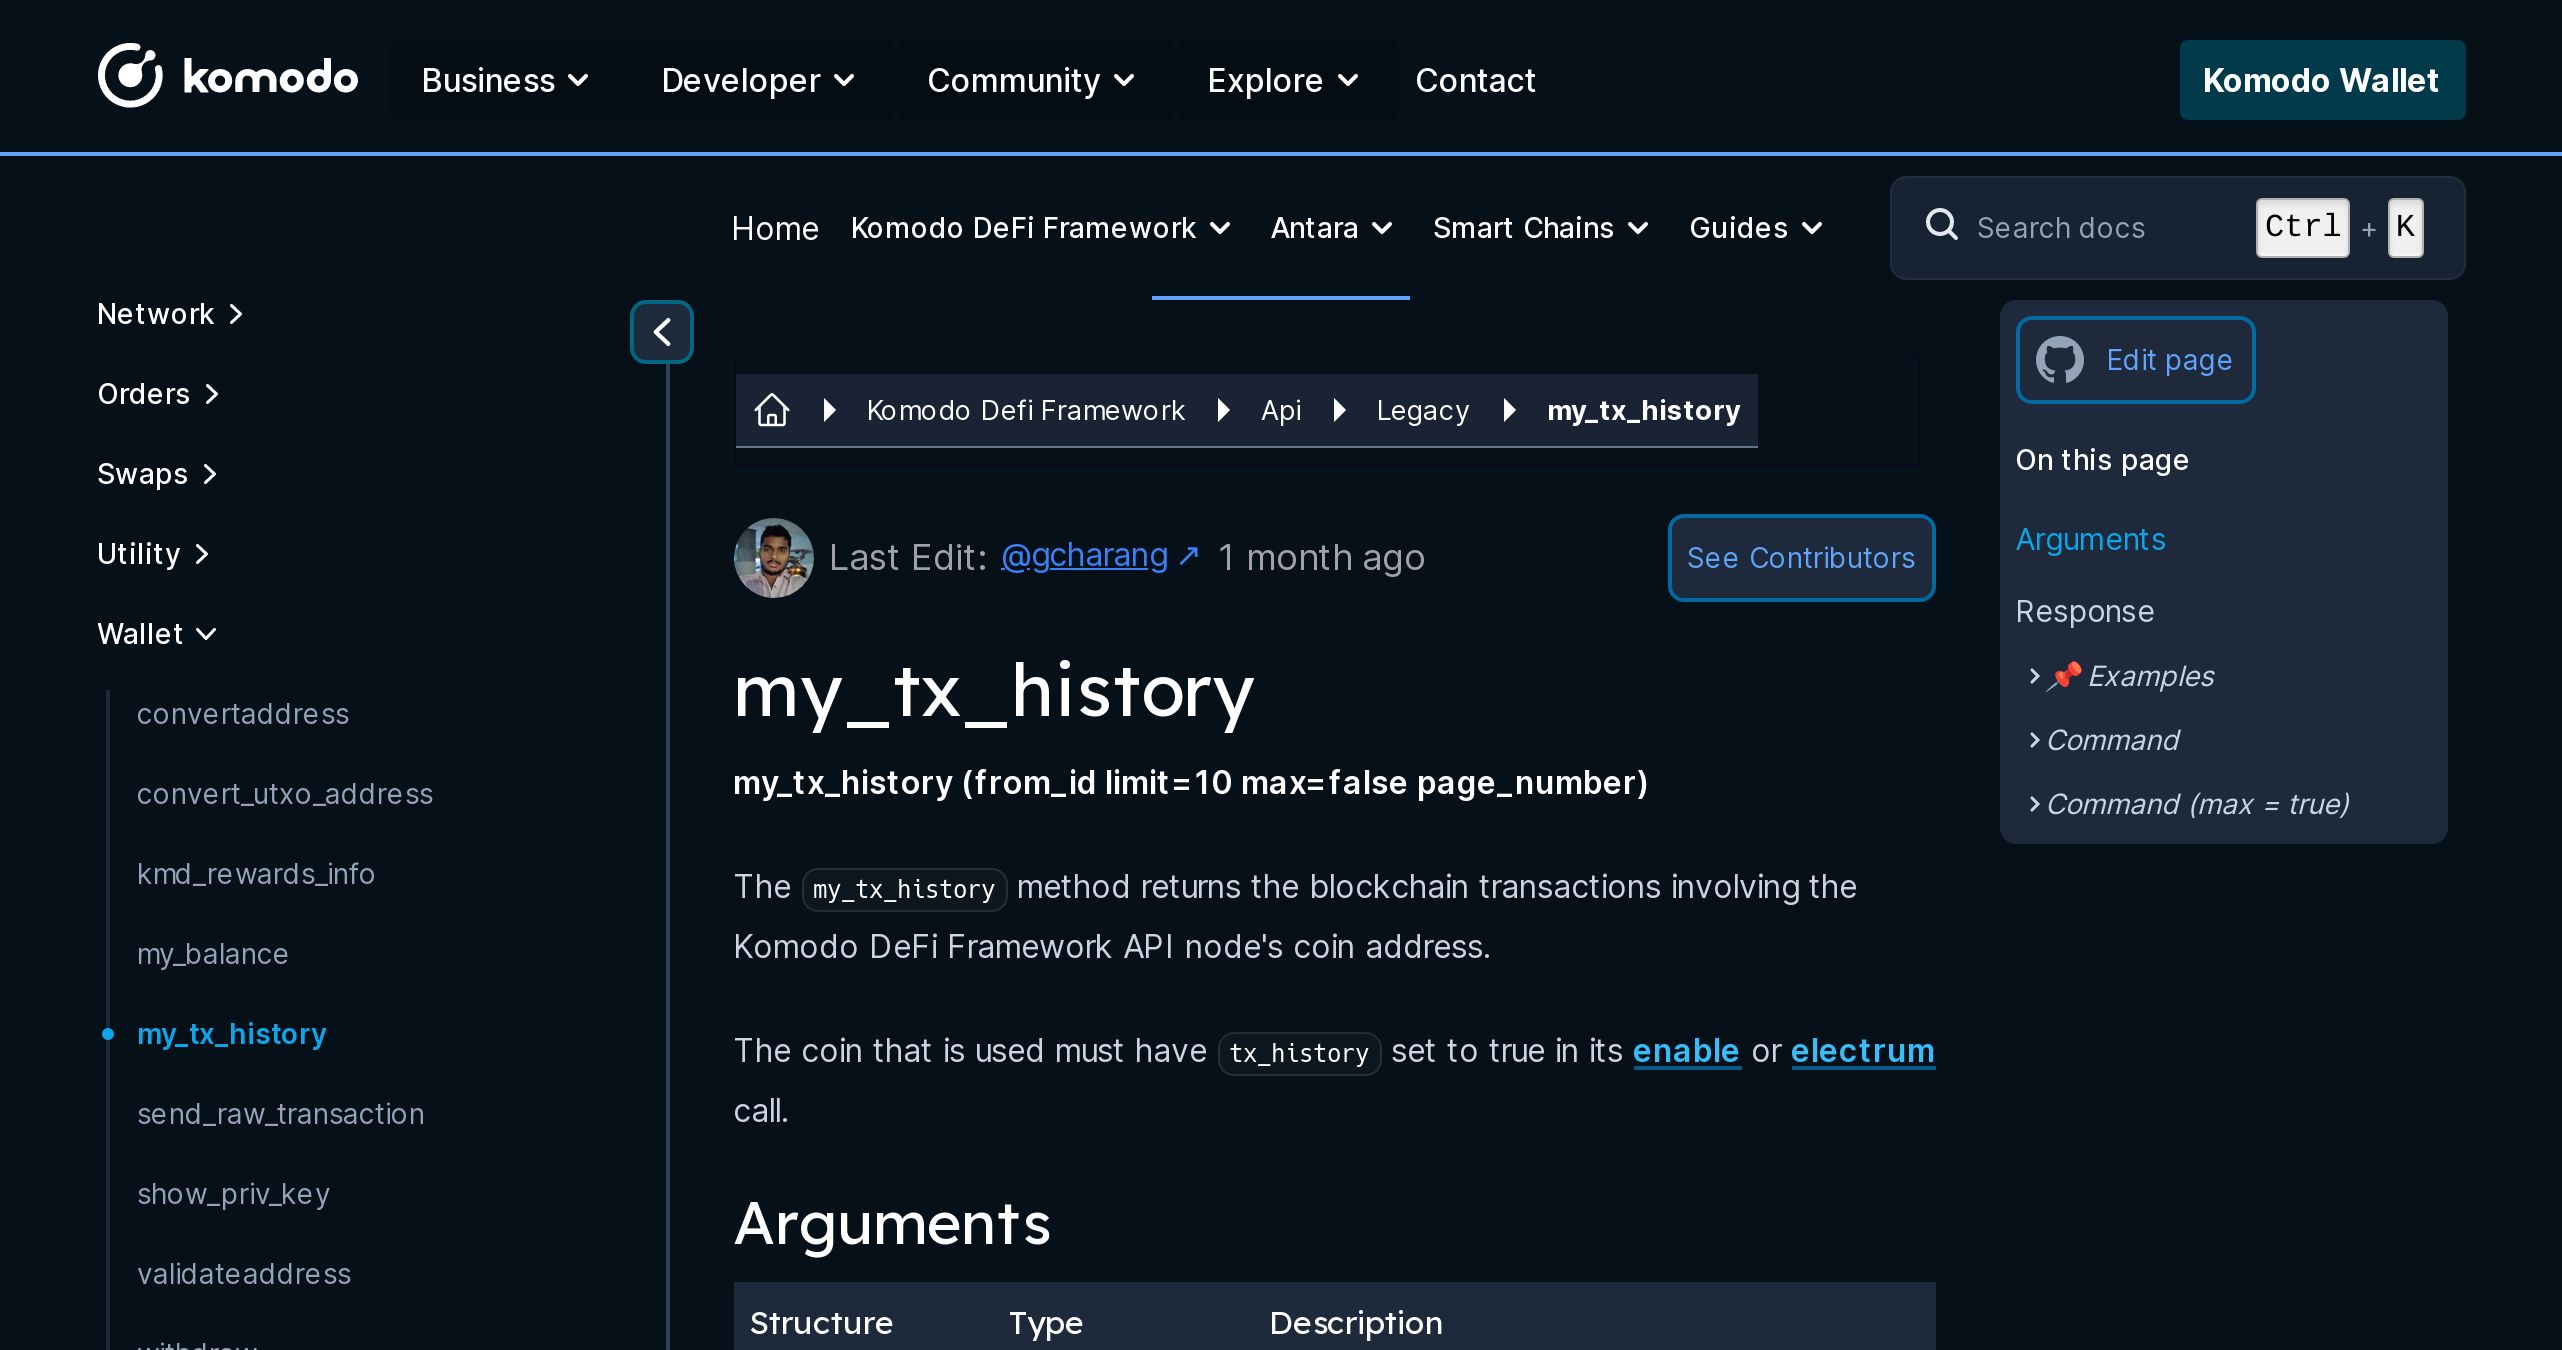 komodo Business Developer Community Explore Contact Komodo Wallet
Home Komodo DeFi Framework Antara Smart Chains Guides Search docs Ctrl + K
Network
Orders
Swaps
Utility
Wallet
convertaddress
convert_utxo_address
kmd_rewards_info
my_balance
my_tx_history
send_raw_transaction
show_priv_key
validateaddress
withdraw
Komodo Defi Framework Api Legacy my_tx_history
Last Edit: @gcharang ↗ 1 month ago See Contributors
my_tx_history
my_tx_history (from_id limit=10 max=false page_number)
The my_tx_history method returns the blockchain transactions involving the
Komodo DeFi Framework API node's coin address.
The coin that is used must have tx_history set to true in its enable or electrum
call.
Arguments
Structure Type Description
Edit page
On this page
Arguments
Response
📌 Examples
Command
Command (max = true)